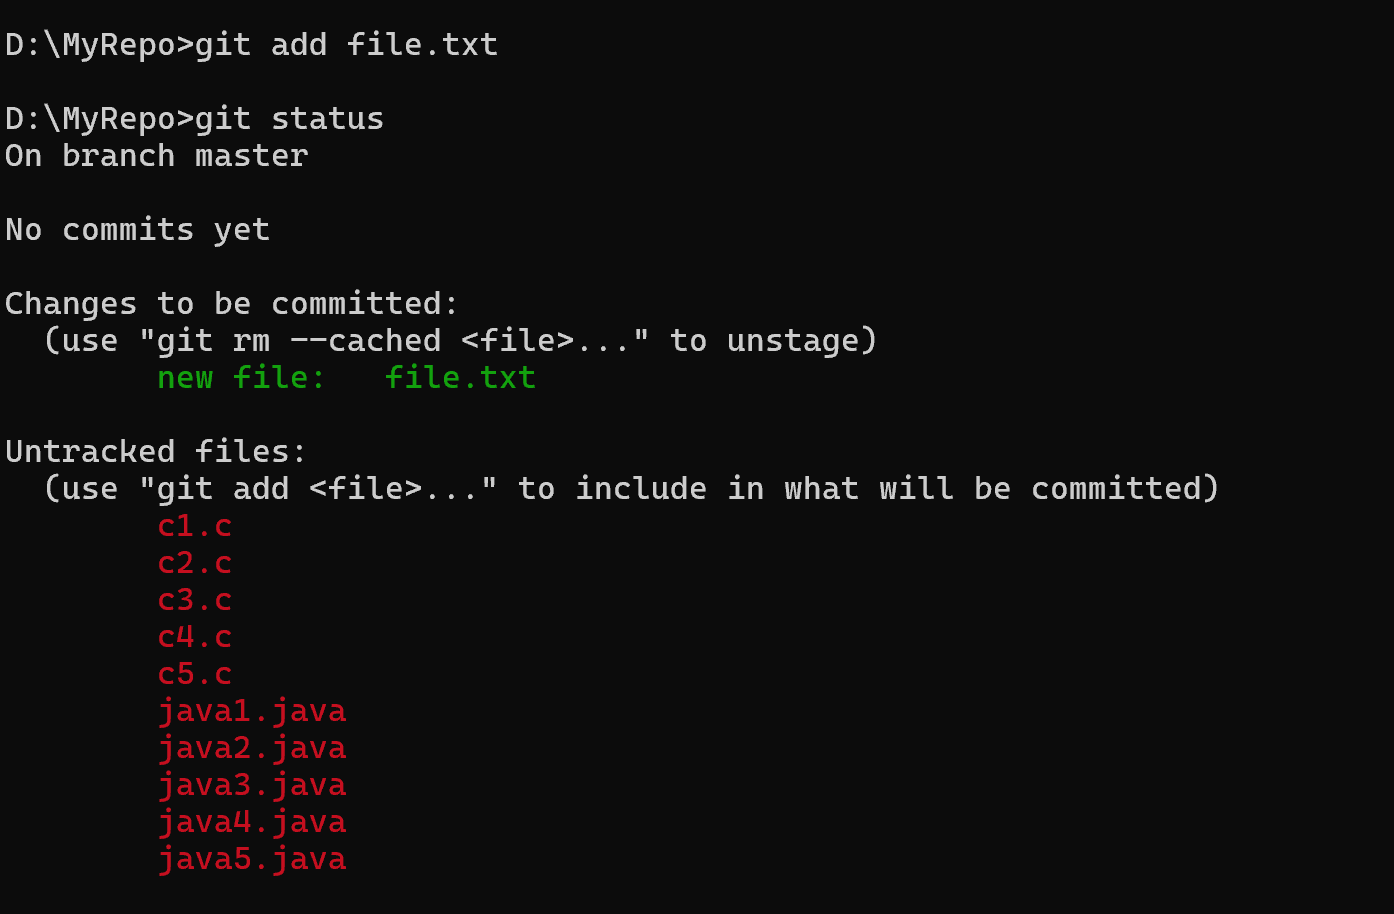 D:\MyRepo>git add file.txt
D:\MyRepo>git status
On branch master
No commits yet
Changes to be committed:
(use "git rm --cached <file>..." to unstage)
new file:   file.txt
Untracked files:
(use "git add <file>..." to include in what will be committed)
c1.c
c2.c
c3.c
c4.c
c5.c
java1.java
java2.java
java3.java
java4.java
java5.java